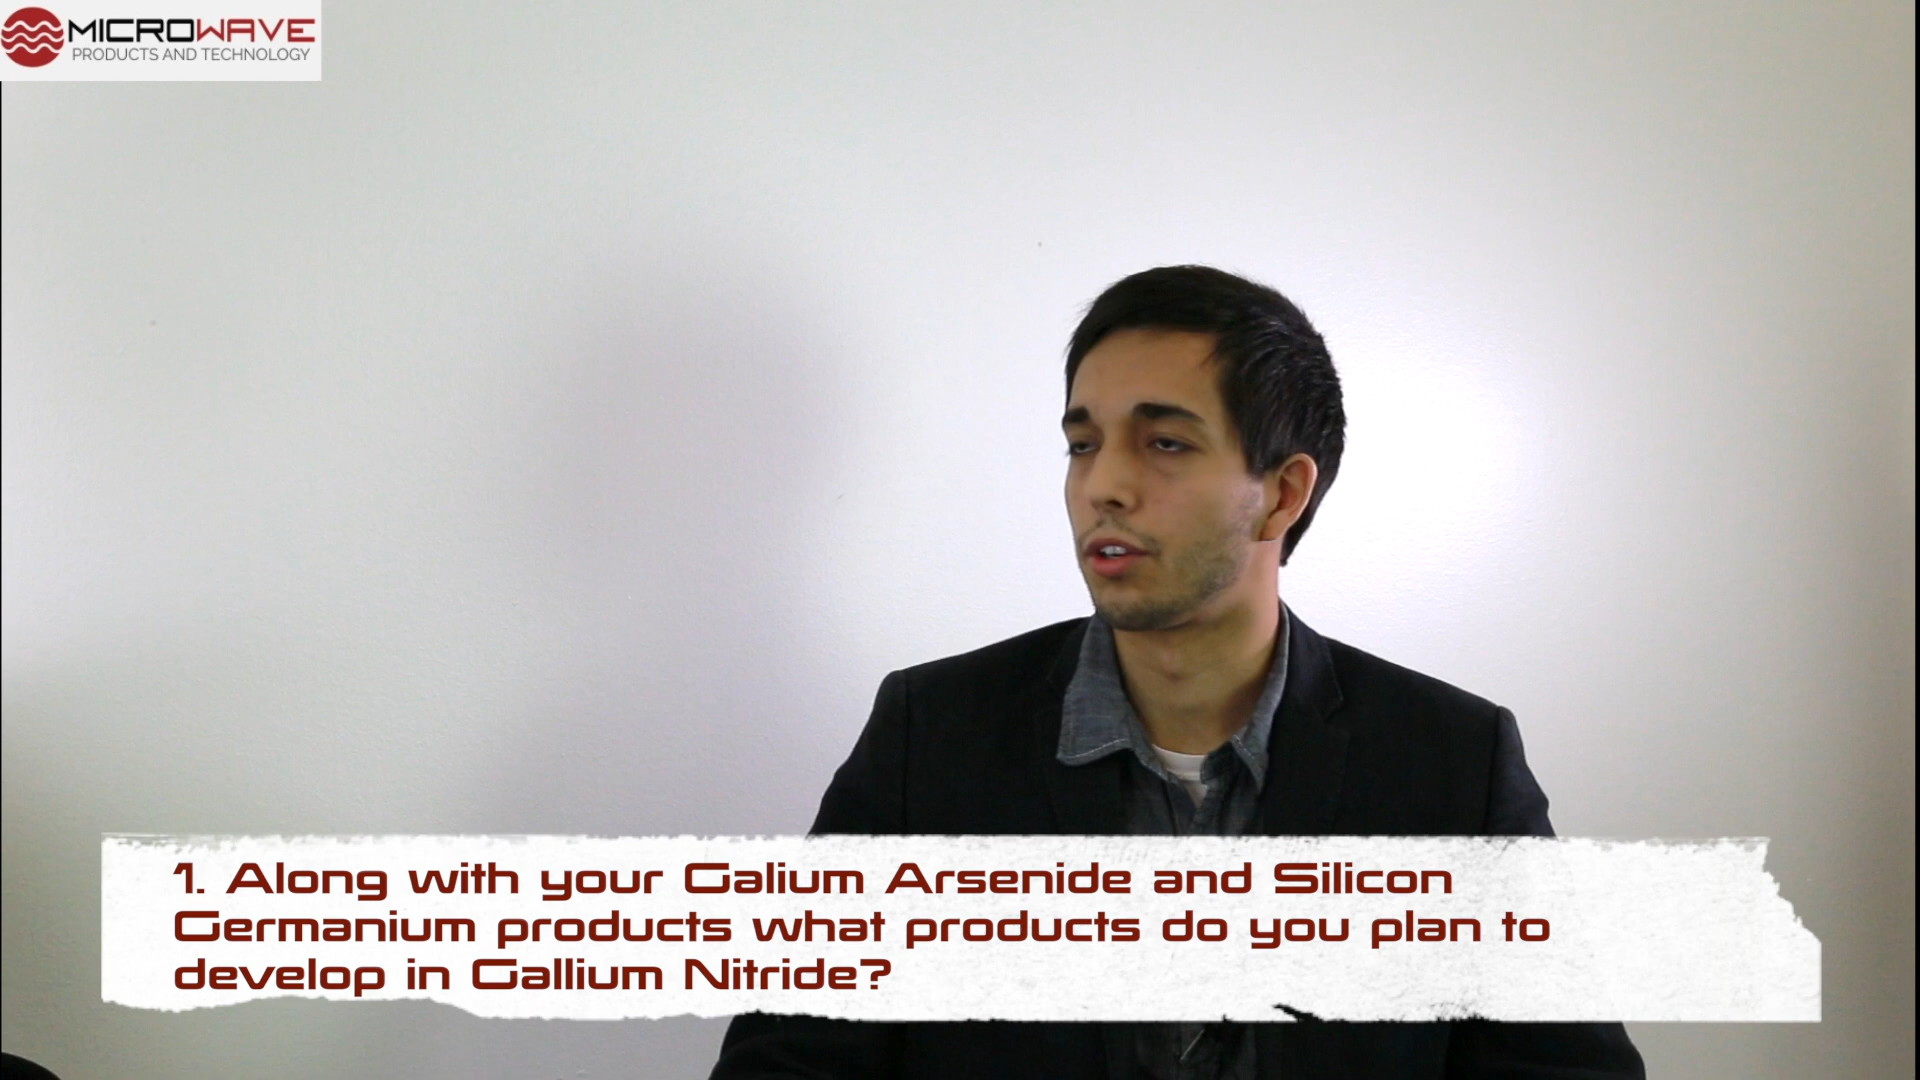 MICROWAVE
PRODUCTS AND TECHNOLOGY
1. Along with your Galium Arsenide and Silicon
Germanium products what products do you plan to
develop in Gallium Nitride?